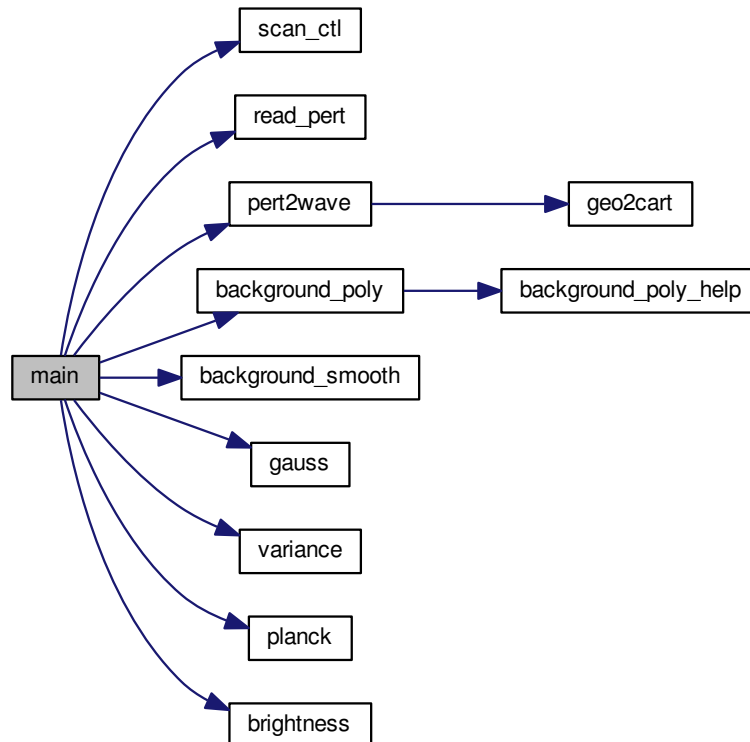 scan_ctl
read_pert
pert2wave
geo2cart
background_poly
background_poly_help
main
background_smooth
gauss
variance
planck
brightness